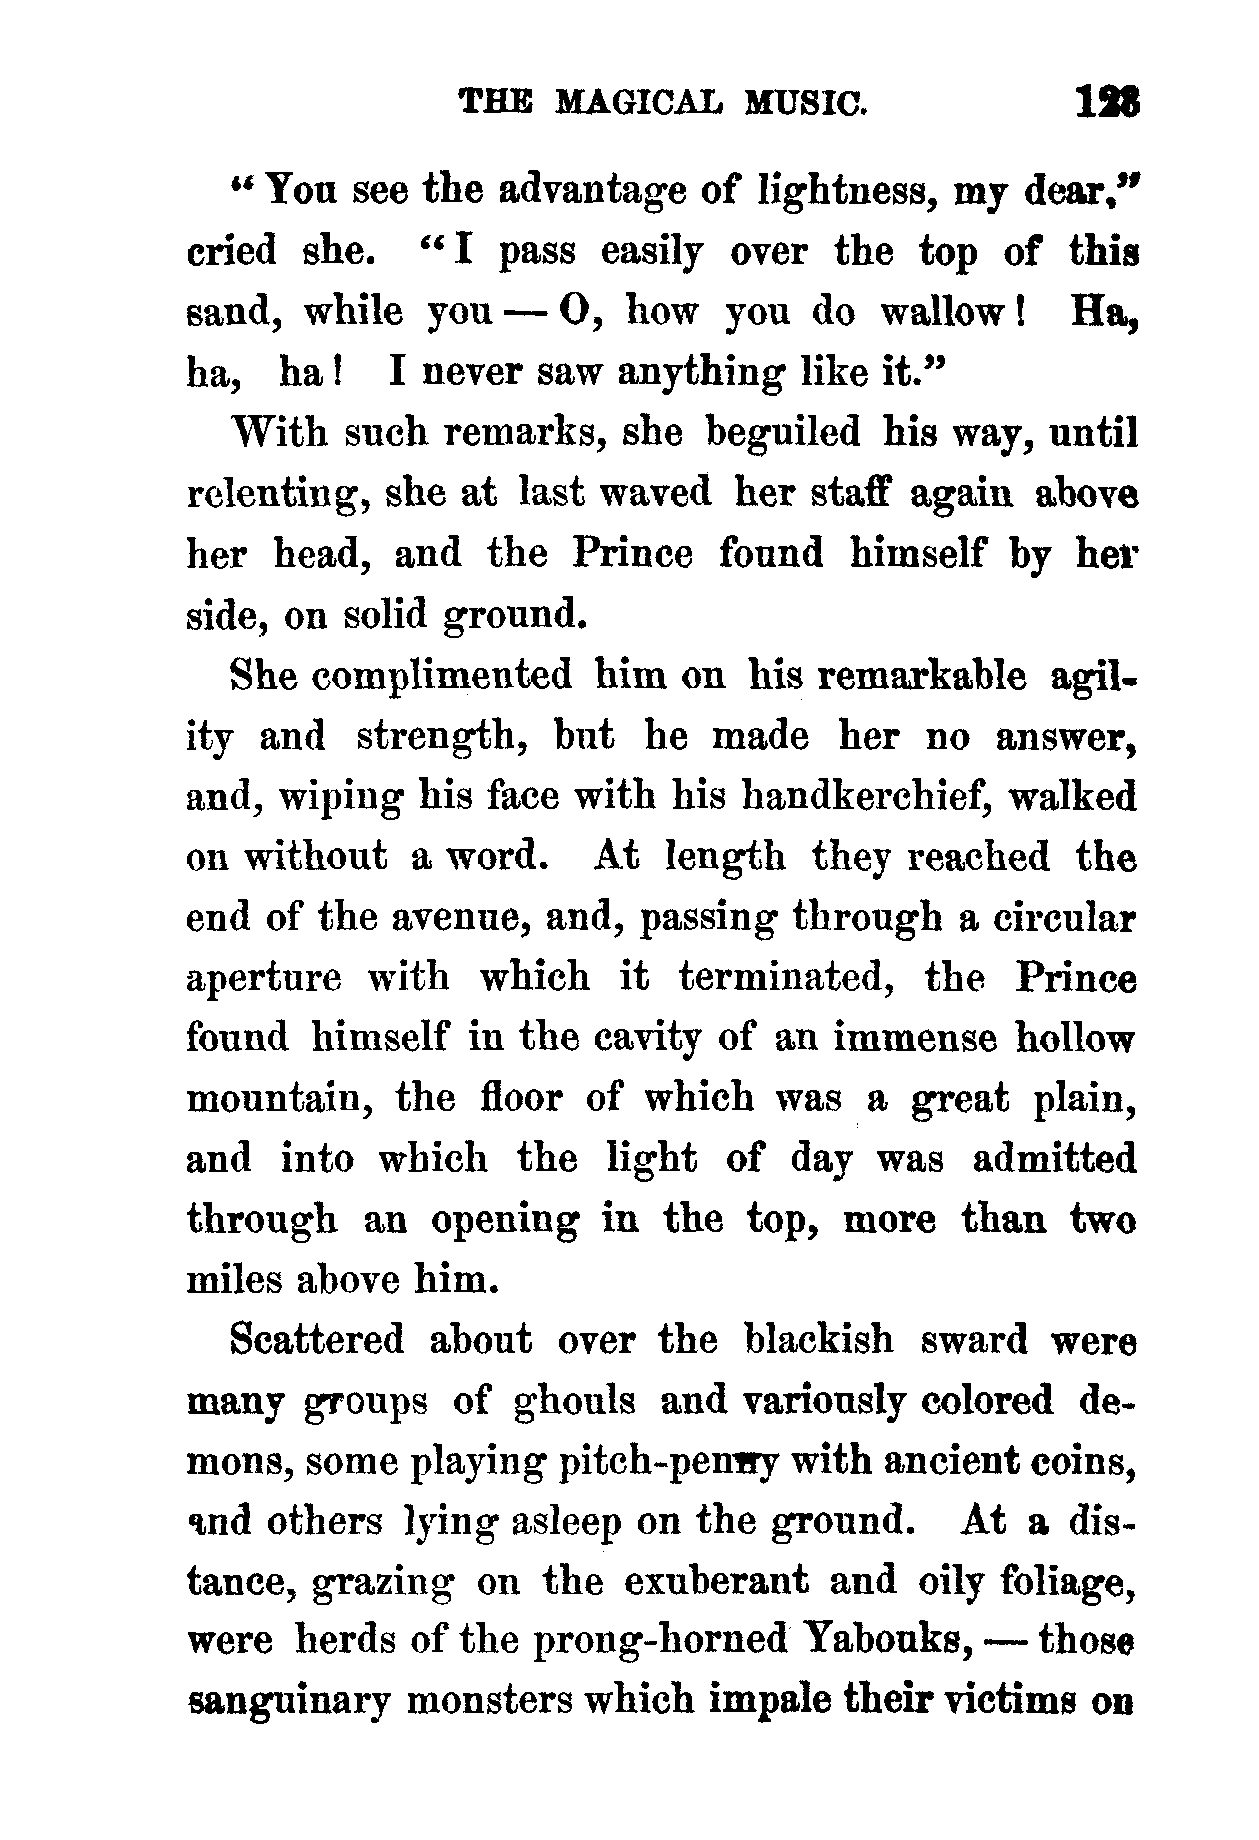 THE MAGICAL MUSIC. 123
“You see the advantage of lightness, my dear,”
cried she. “I pass easily over the top of this
sand, while you — O, how you do wallow! Ha,
ha, ha! I never saw anything like it.”
With such remarks, she beguiled his way, until
relenting, she at last waved her staff again above
her head, and the Prince found himself by her
side, on solid ground.
She complimented him on his remarkable agil-
ity and strength, but he made her no answer,
and, wiping his face with his handkerchief, walked
on without a word. At length they reached the
end of the avenue, and, passing through a circular
aperture with which it terminated, the Prince
found himself in the cavity of an immense hollow
mountain, the floor of which was a great plain,
and into which the light of day was admitted
through an opening in the top, more than two
miles above him.
Scattered about over the blackish sward were
many groups of ghouls and variously colored de-
mons, some playing pitch-penny with ancient coins,
and others lying asleep on the ground. At a dis-
tance, grazing on the exuberant and oily foliage,
were herds of the prong-horned Yabouks, — those
sanguinary monsters which impale their victims on